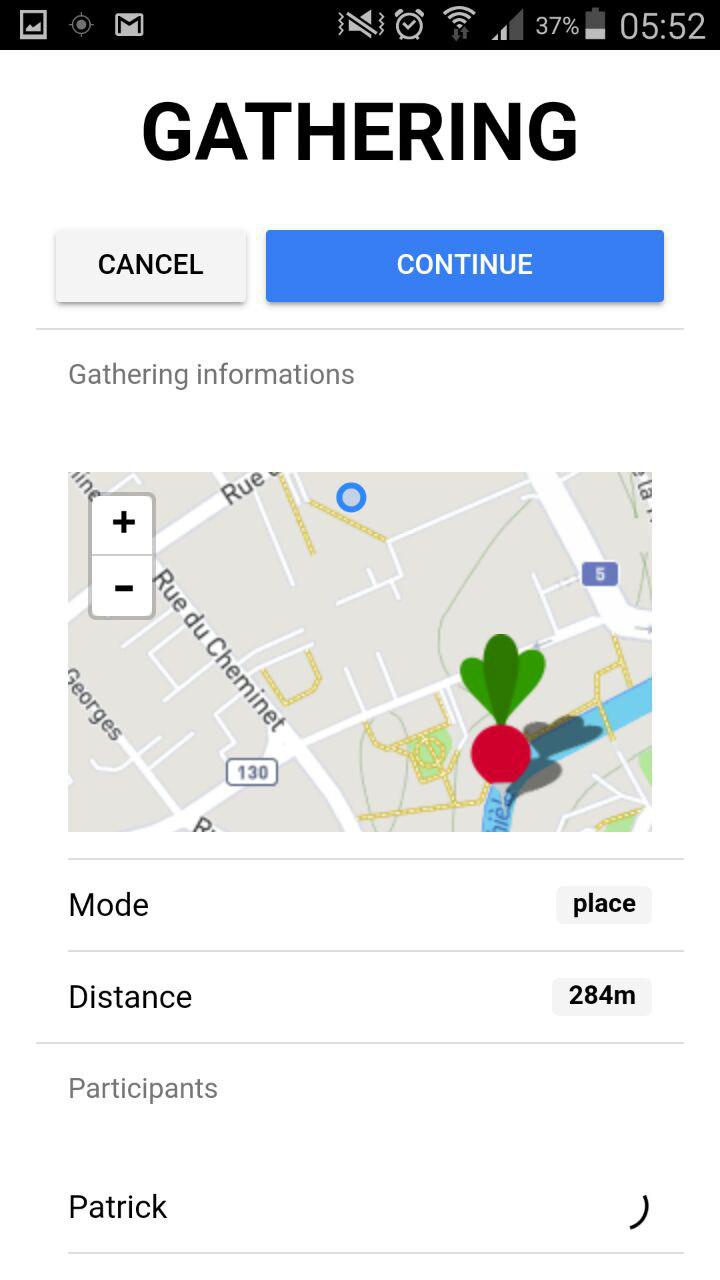 37% 05:52
GATHERING
CANCEL CONTINUE
Gathering informations
Rue
+
5
−
Rue du Cheminet
Georges
130
Mode place
Distance 284m
Participants
Patrick